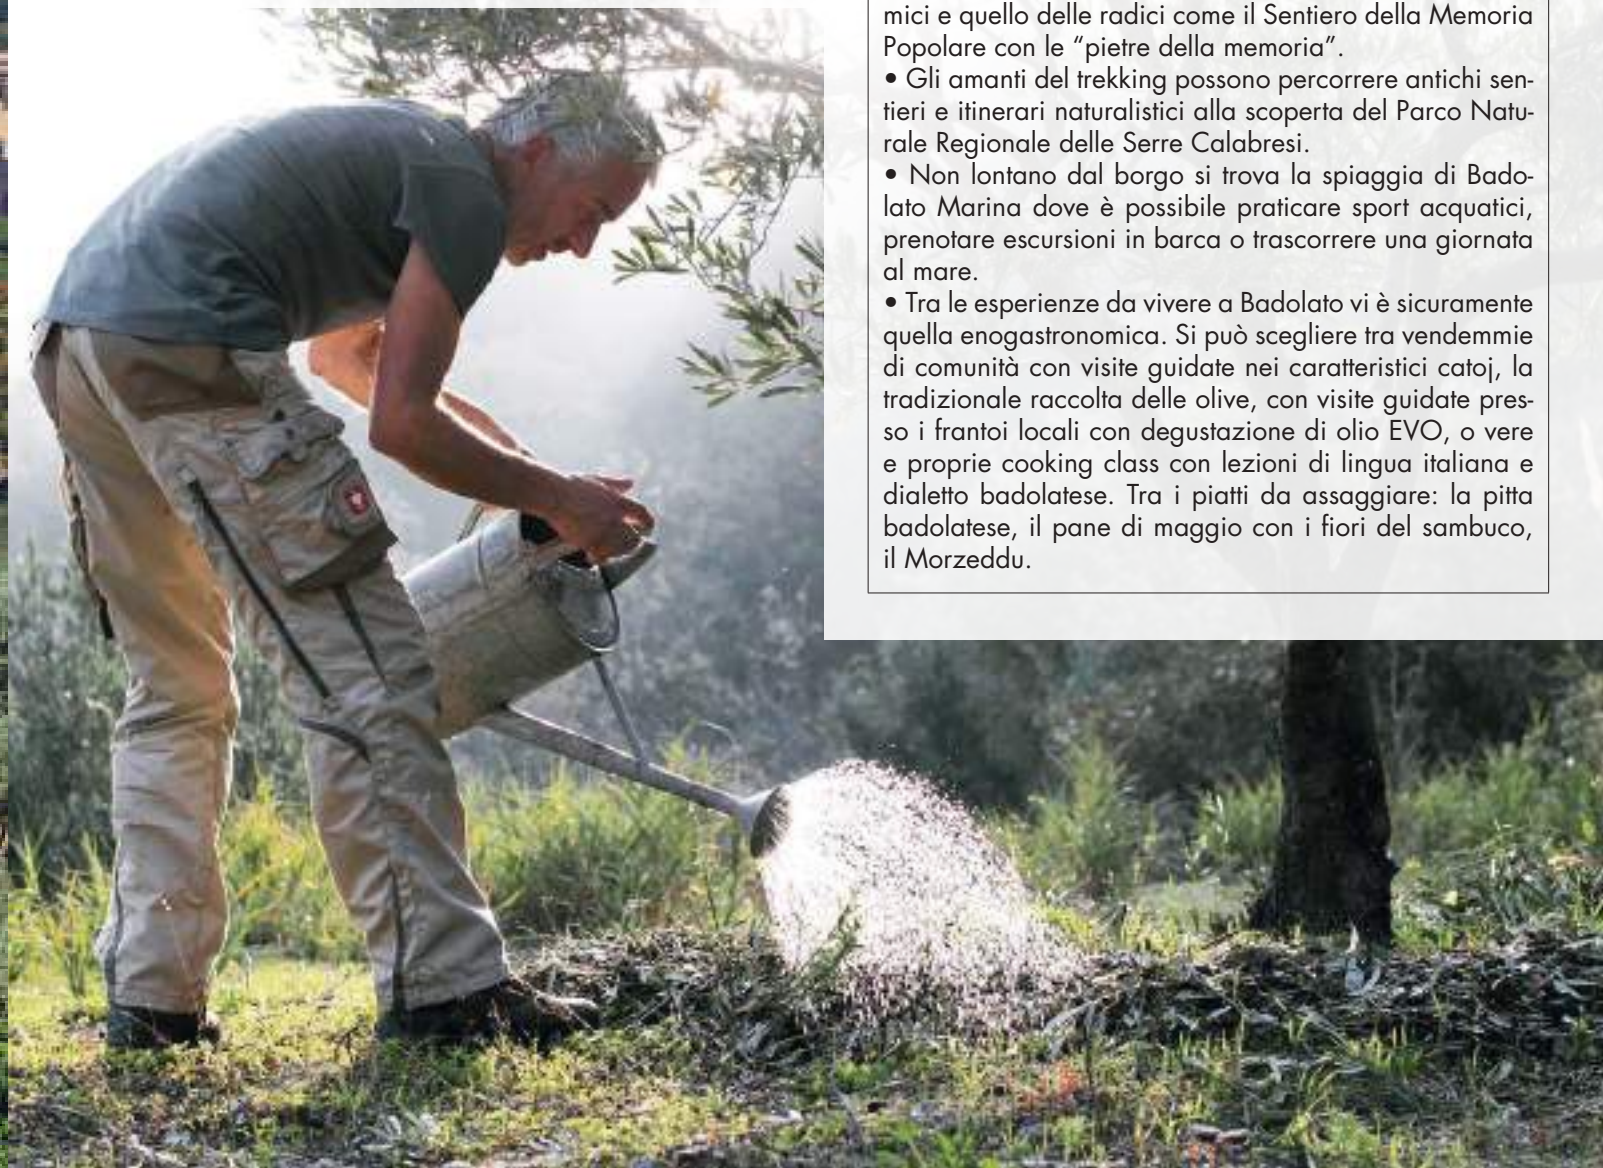 mici e quello delle radici come il Sentiero della Memoria
Popolare con le “pietre della memoria”.
• Gli amanti del trekking possono percorrere antichi sen-
tieri e itinerari naturalistici alla scoperta del Parco Natu-
rale Regionale delle Serre Calabresi.
• Non lontano dal borgo si trova la spiaggia di Bado-
lato Marina dove è possibile praticare sport acquatici,
prenotare escursioni in barca o trascorrere una giornata
al mare.
• Tra le esperienze da vivere a Badolato vi è sicuramente
quella enogastronomica. Si può scegliere tra vendemmie
di comunità con visite guidate nei caratteristici catoj, la
tradizionale raccolta delle olive, con visite guidate pres-
so i frantoi locali con degustazione di olio EVO, o vere
e proprie cooking class con lezioni di lingua italiana e
dialetto badolatese. Tra i piatti da assaggiare: la pitta
badolatese, il pane di maggio con i fiori del sambuco,
il Morzeddu.